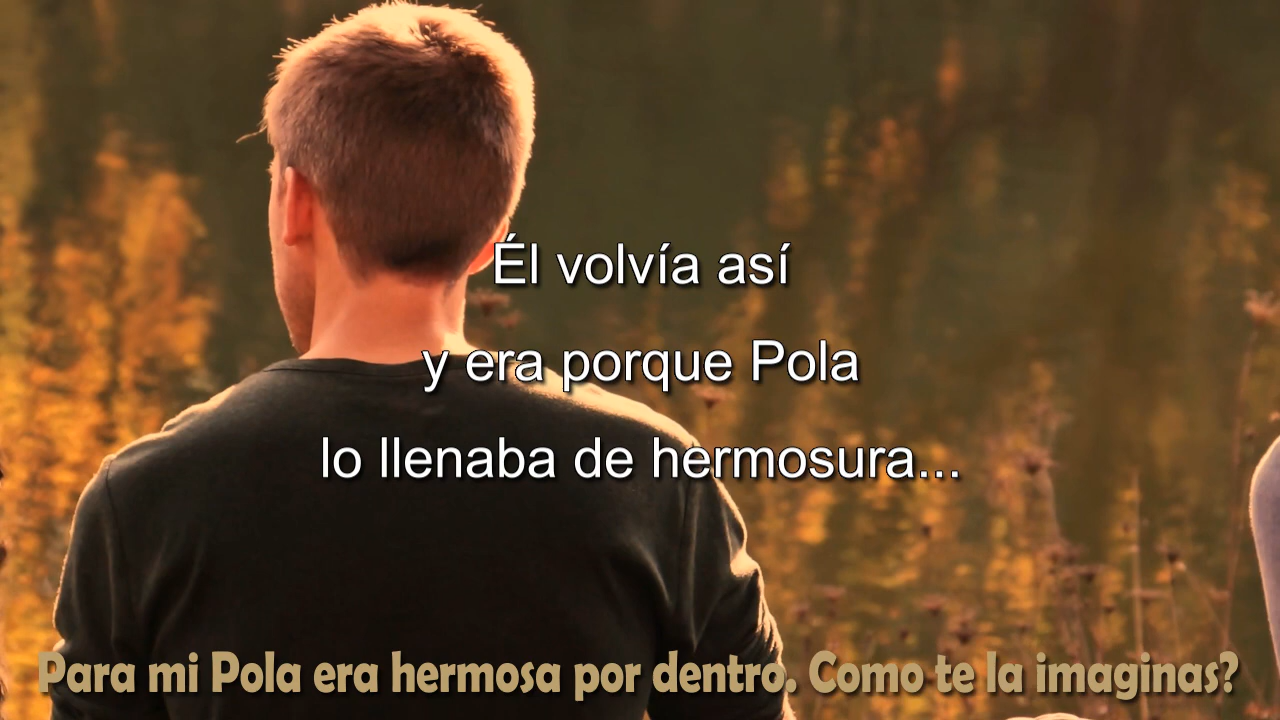 Él volvía así
y era porque Pola
lo llenaba de hermosura...
Para mi Pola era hermosa por dentro. Como te la imaginas?